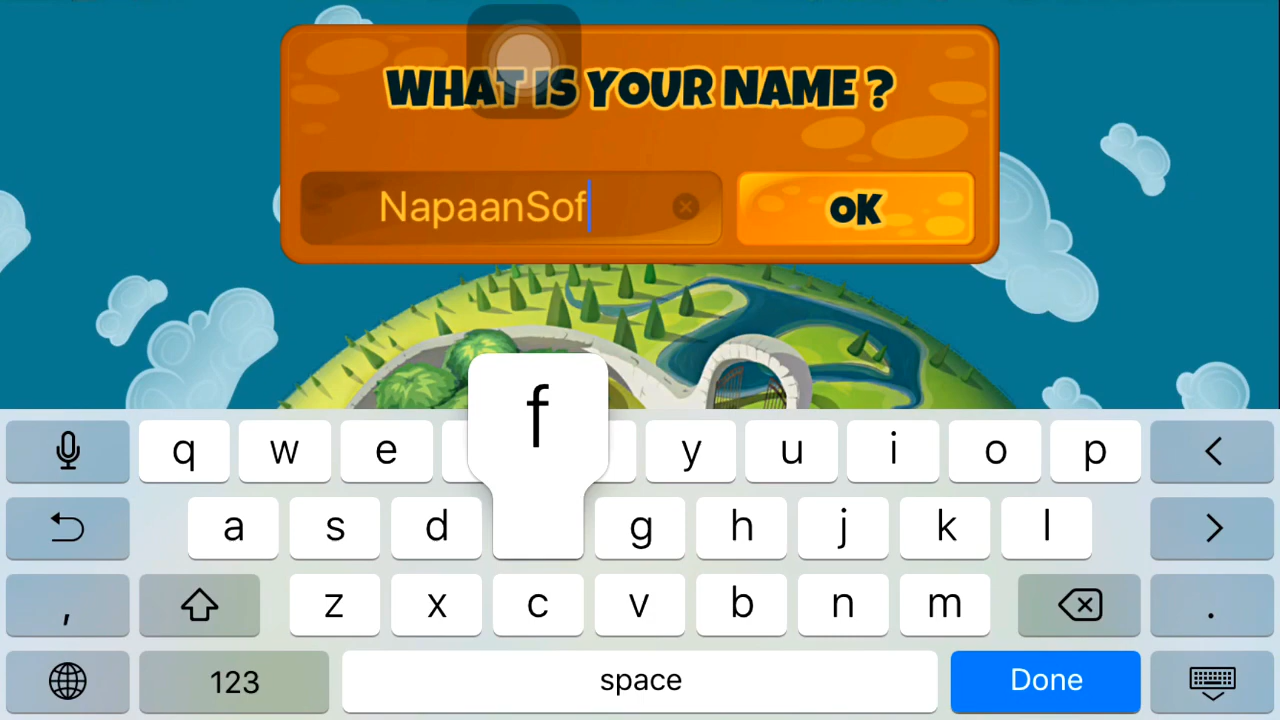 WHAT IS YOUR NAME ?
NapaanSof
OK
f
q w e y u i o p <
a s d g h j k l >
, z x c v b n m .
123 space Done